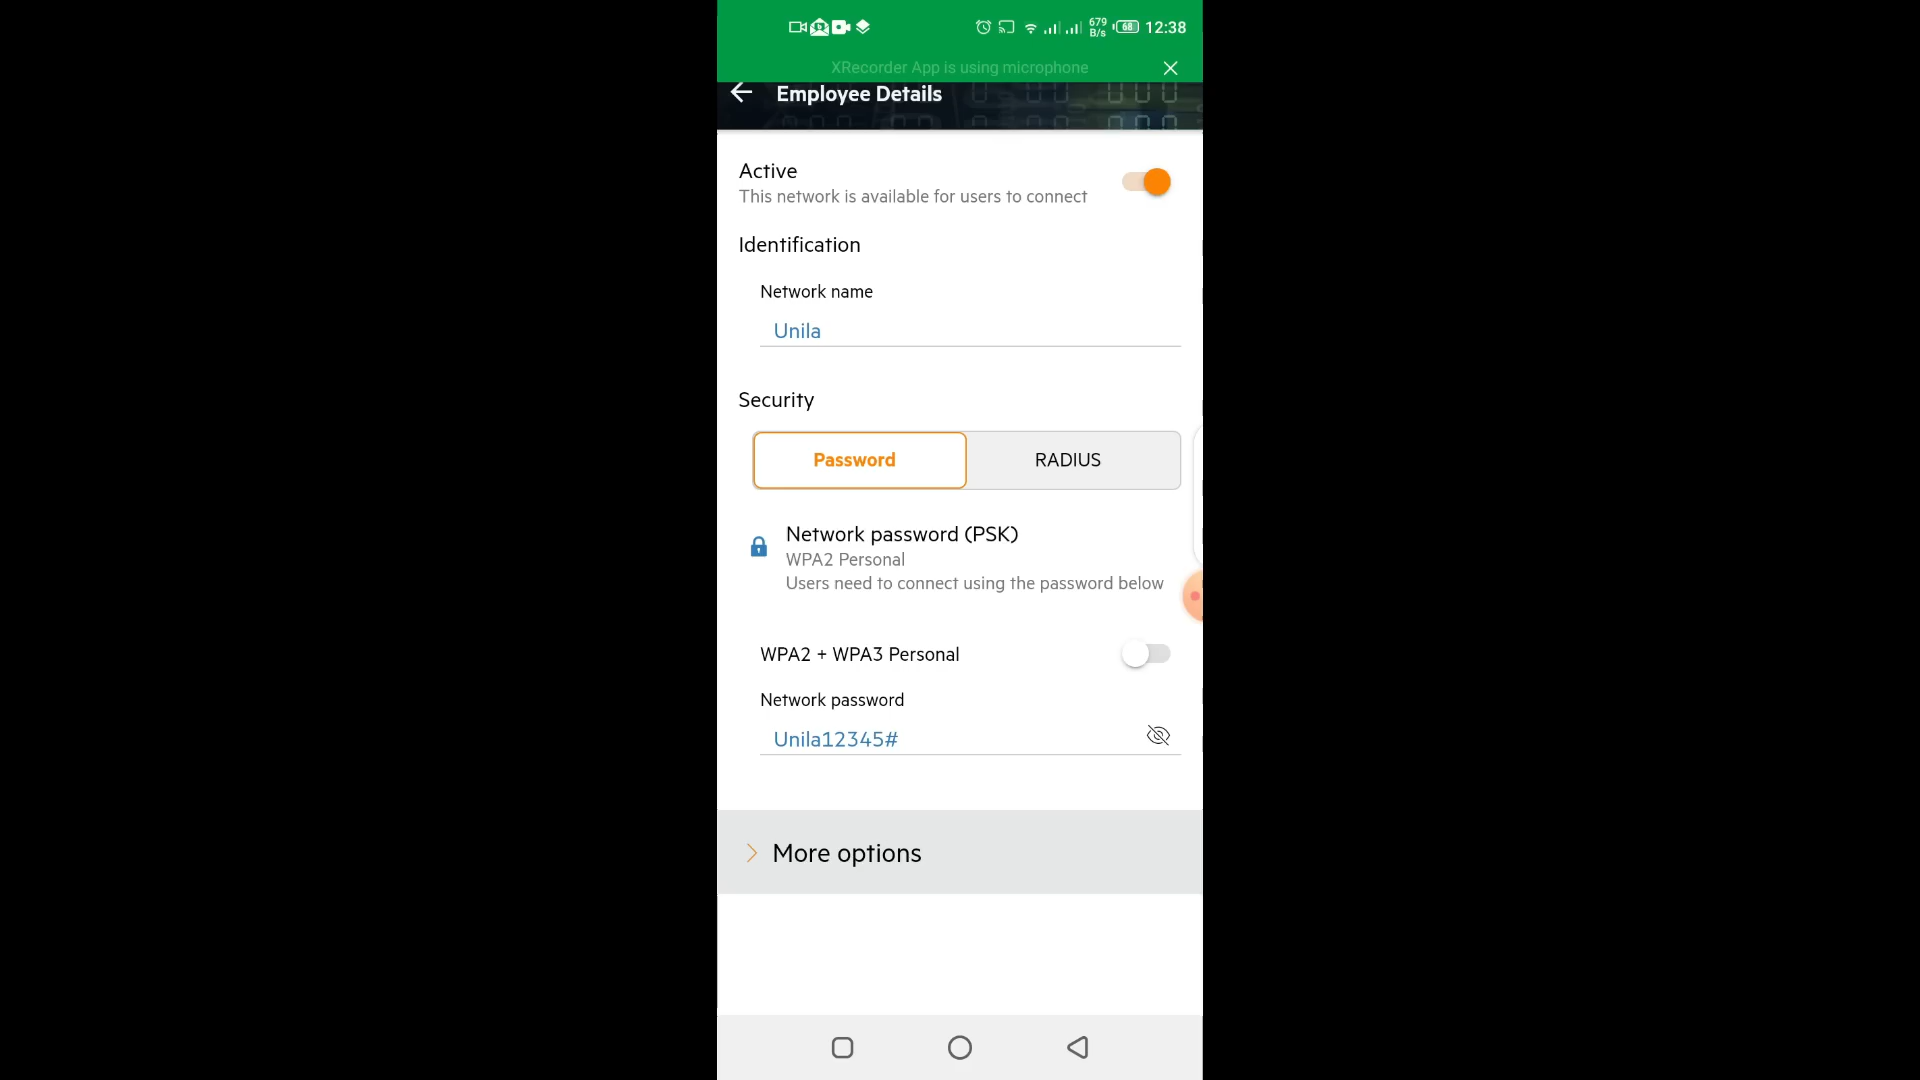 679
B/s
68
12:38
XRecorder App is using microphone
Employee Details
Active
This network is available for users to connect
Identification
Network name
Unila
Security
Password
RADIUS
Network password (PSK)
WPA2 Personal
Users need to connect using the password below
WPA2 + WPA3 Personal
Network password
Unila12345#
More options